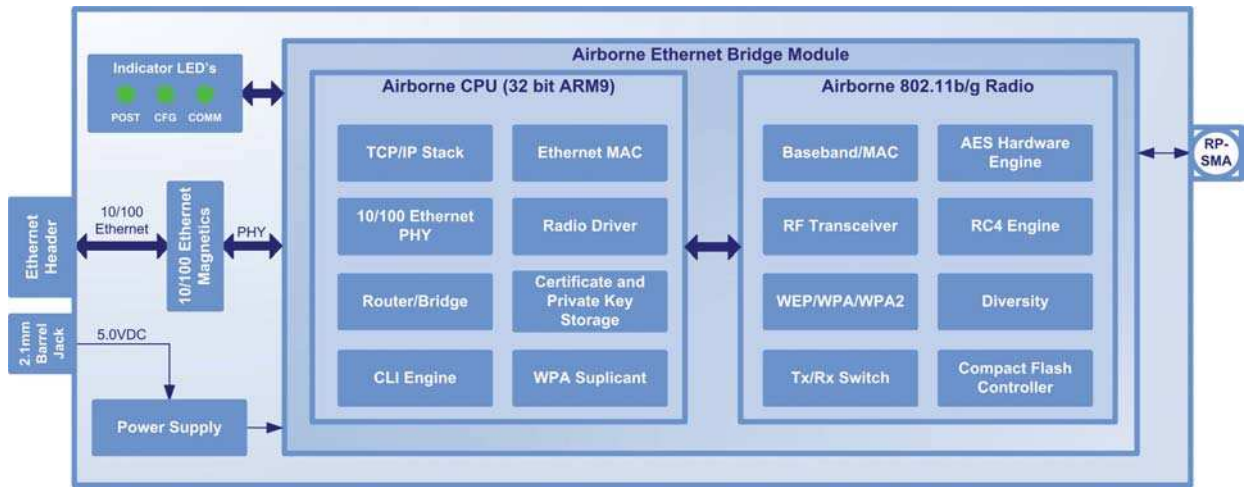 Airborne Ethernet Bridge Module
Indicator LED's
POST CFG COMM
Ethernet
Header
10/100
Ethernet
10/100 Ethernet
Magnetics
PHY
2.1mm
Barrel
Jack
5.0VDC
Power Supply
Airborne CPU (32 bit ARM9)
TCP/IP Stack
Ethernet MAC
10/100 Ethernet
PHY
Radio Driver
Router/Bridge
Certificate and
Private Key
Storage
CLI Engine
WPA Suplicant
Airborne 802.11b/g Radio
Baseband/MAC
AES Hardware
Engine
RF Transceiver
RC4 Engine
WEP/WPA/WPA2
Diversity
Tx/Rx Switch
Compact Flash
Controller
RP-
SMA